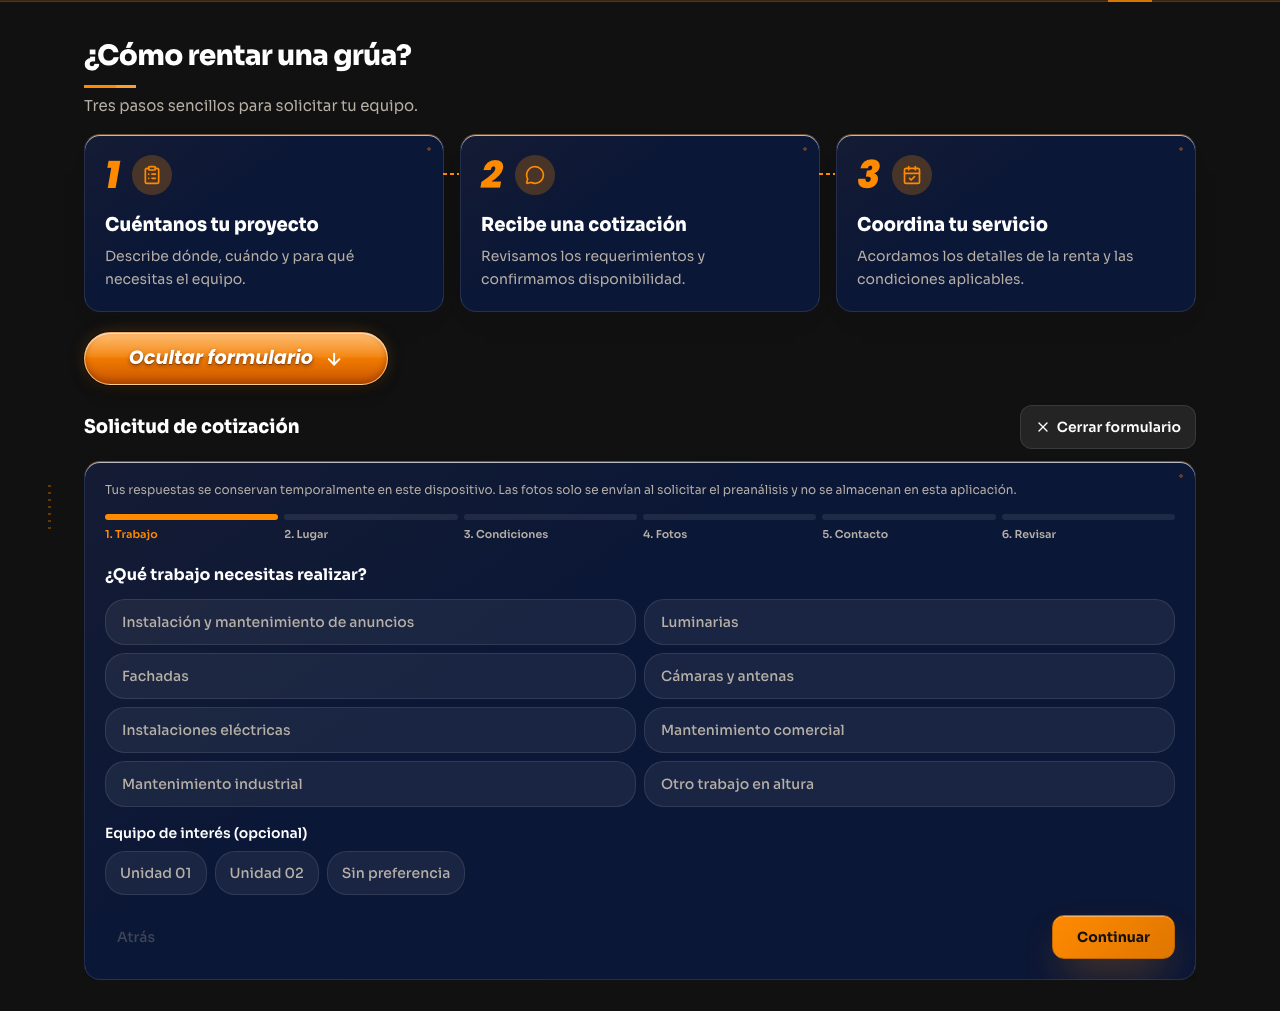 ¿Cómo rentar una grúa?
Tres pasos sencillos para solicitar tu equipo.
1
Cuéntanos tu proyecto
Describe dónde, cuándo y para qué
necesitas el equipo.
2
Recibe una cotización
Revisamos los requerimientos y
confirmamos disponibilidad.
3
Coordina tu servicio
Acordamos los detalles de la renta y las
condiciones aplicables.
Ocultar formulario
Solicitud de cotización
Cerrar formulario
Tus respuestas se conservan temporalmente en este dispositivo. Las fotos solo se envían al solicitar el preanálisis y no se almacenan en esta aplicación.
1. Trabajo
2. Lugar
3. Condiciones
4. Fotos
5. Contacto
6. Revisar
¿Qué trabajo necesitas realizar?
Instalación y mantenimiento de anuncios
Luminarias
Fachadas
Cámaras y antenas
Instalaciones eléctricas
Mantenimiento comercial
Mantenimiento industrial
Otro trabajo en altura
Equipo de interés (opcional)
Unidad 01
Unidad 02
Sin preferencia
Atrás
Continuar